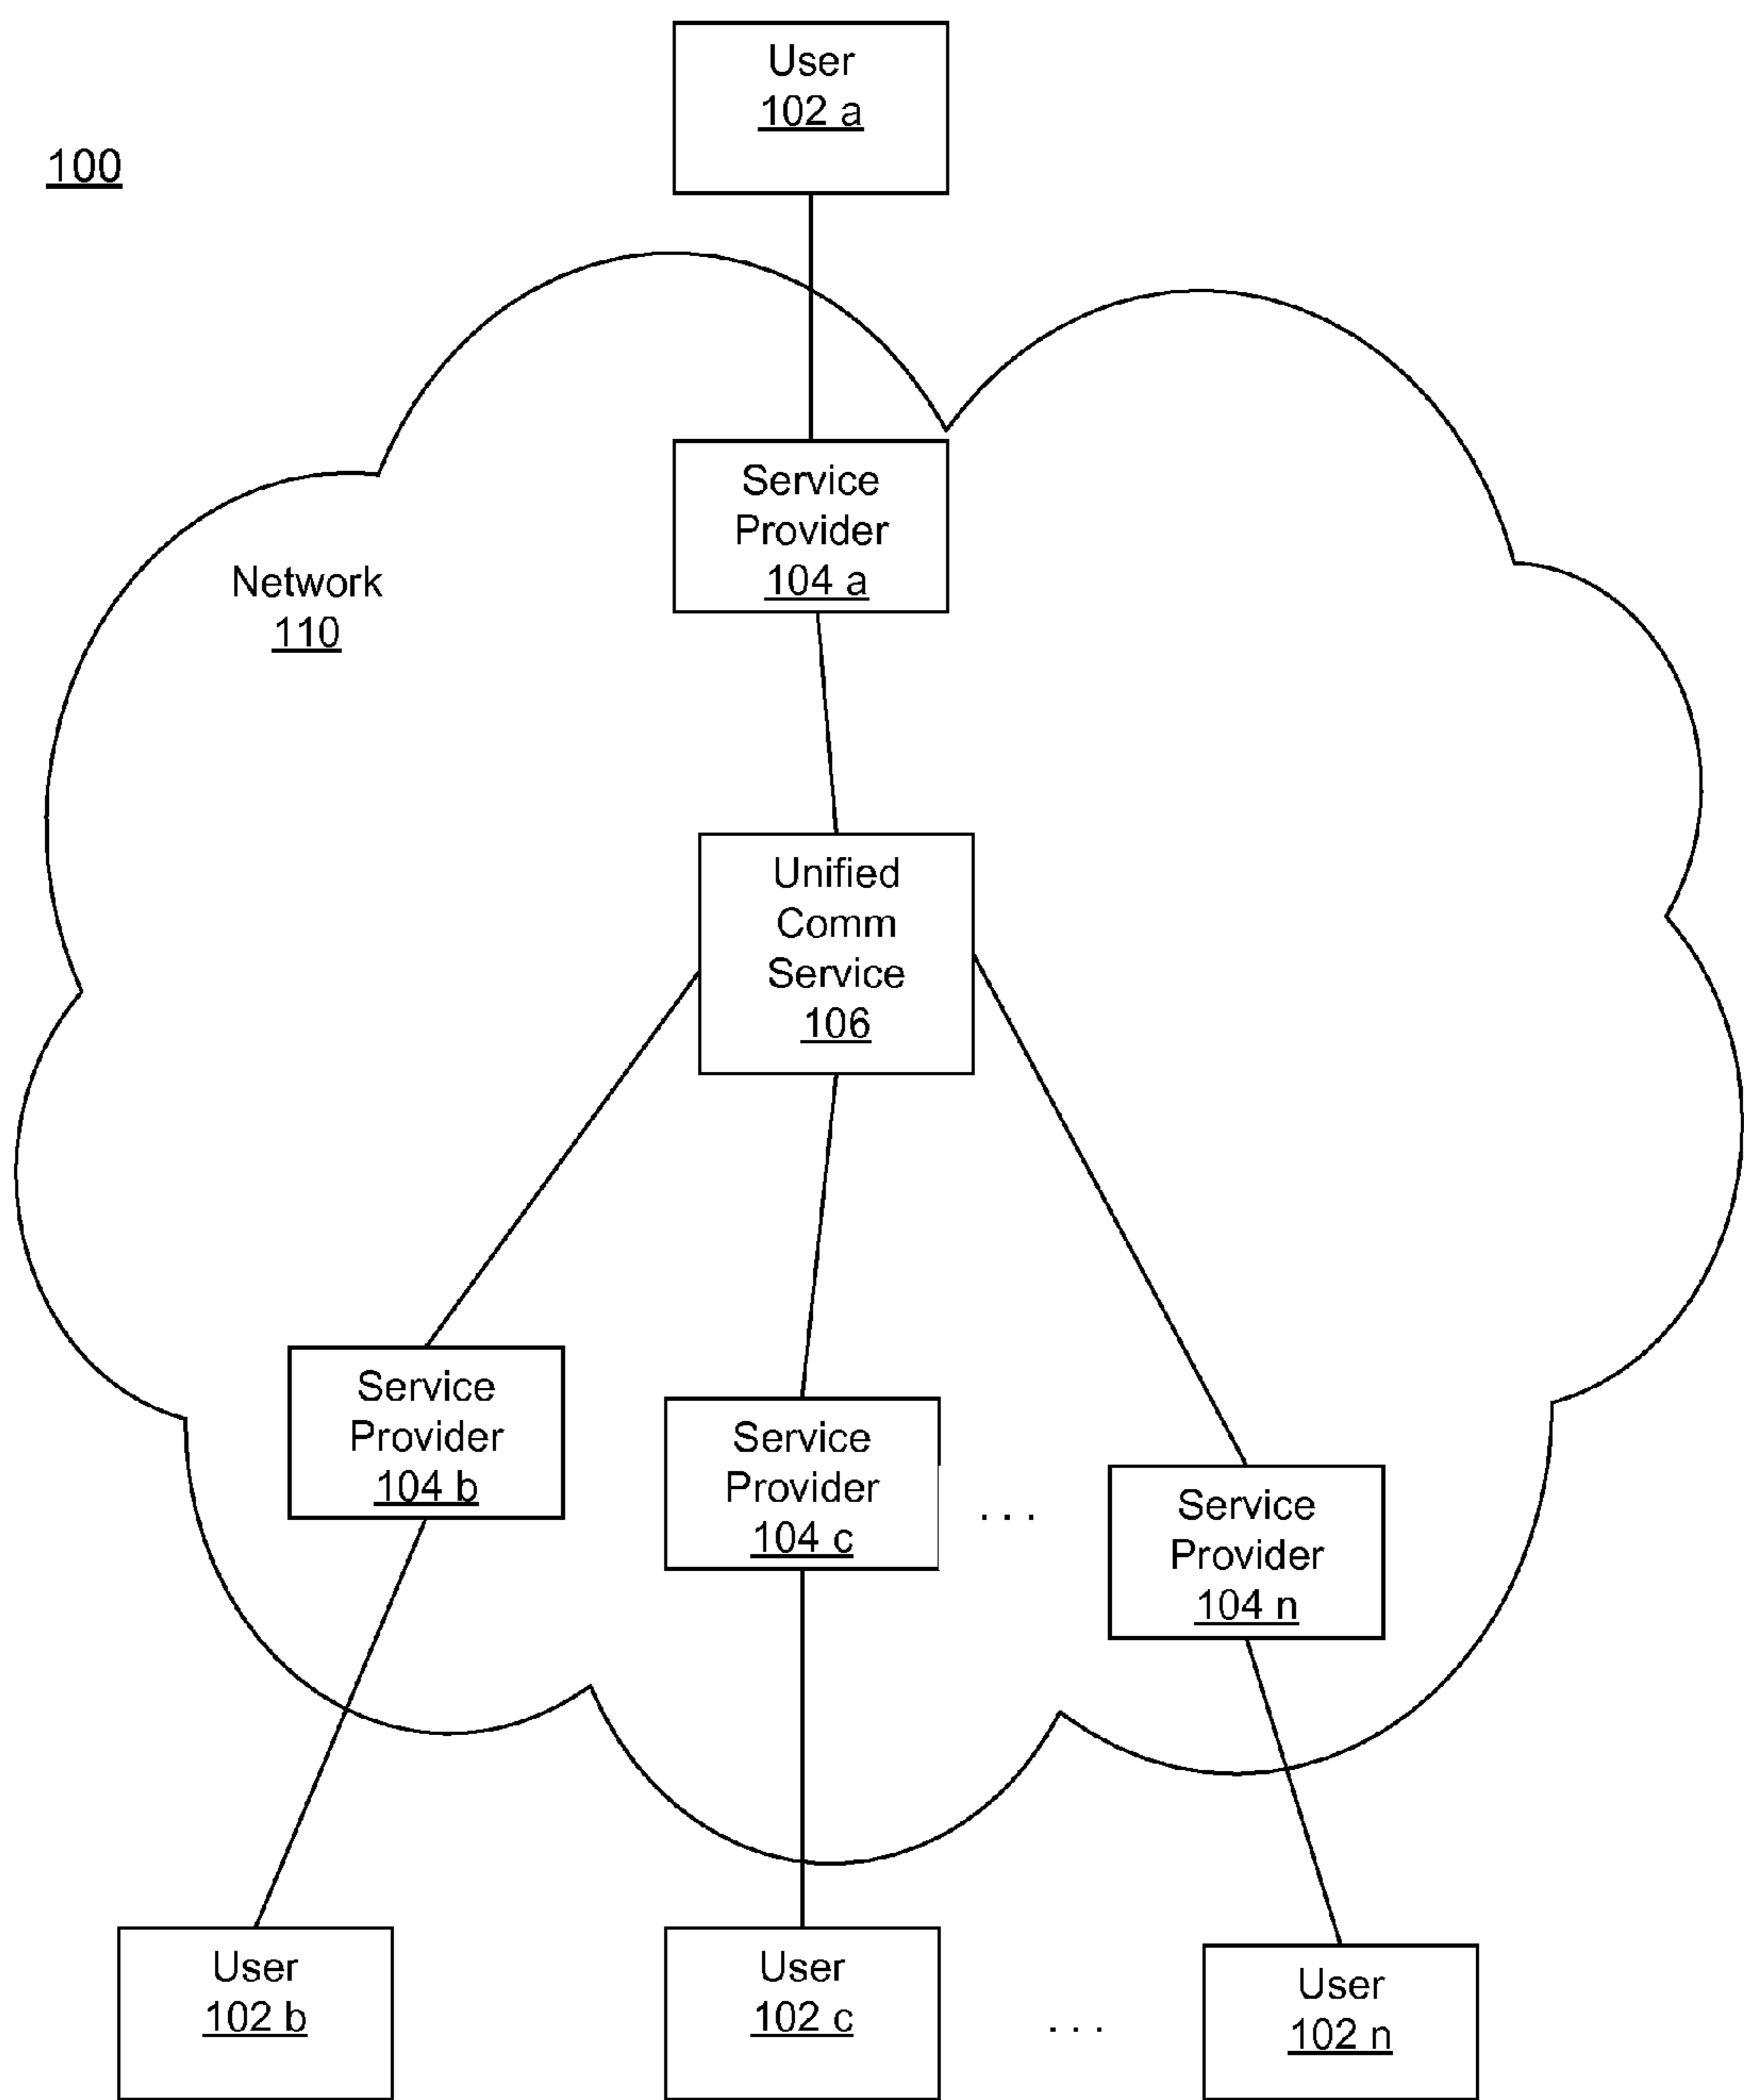 User
102 a
100
Service
Provider
104 a
Network
110
Unified
Comm
Service
106
Service
Provider
104 b
Service
Provider
104 c
. . .
Service
Provider
104 n
User
102 b
User
102 c
. . .
User
102 n